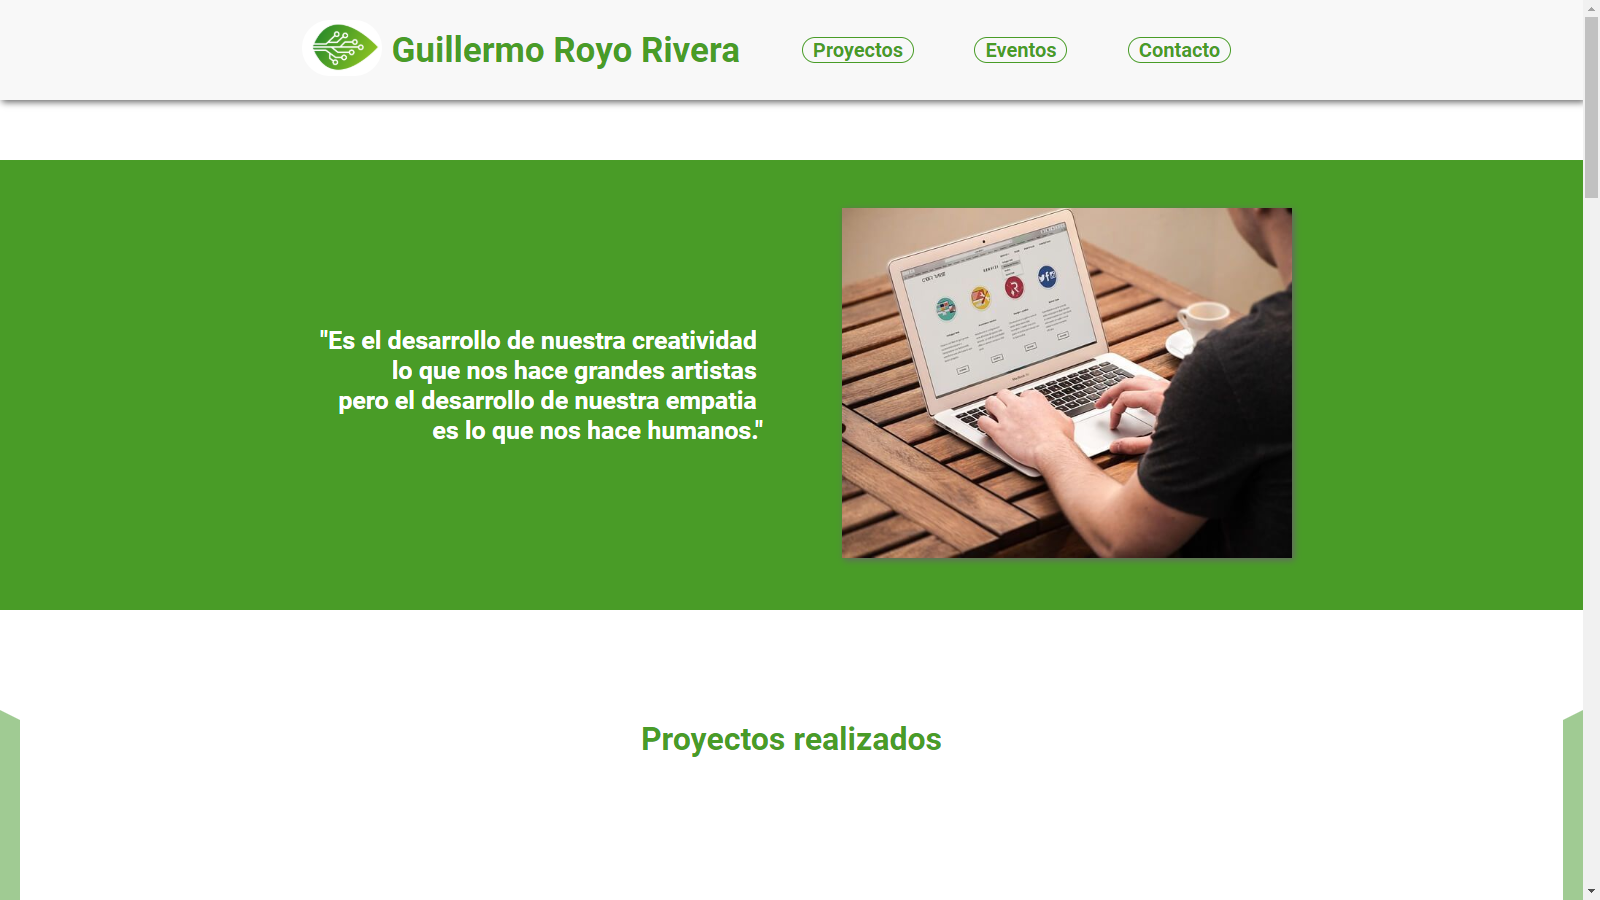 Guillermo Royo Rivera
Proyectos
Eventos
Contacto
"Es el desarrollo de nuestra creatividad
lo que nos hace grandes artistas
pero el desarrollo de nuestra empatia
es lo que nos hace humanos."
Proyectos realizados